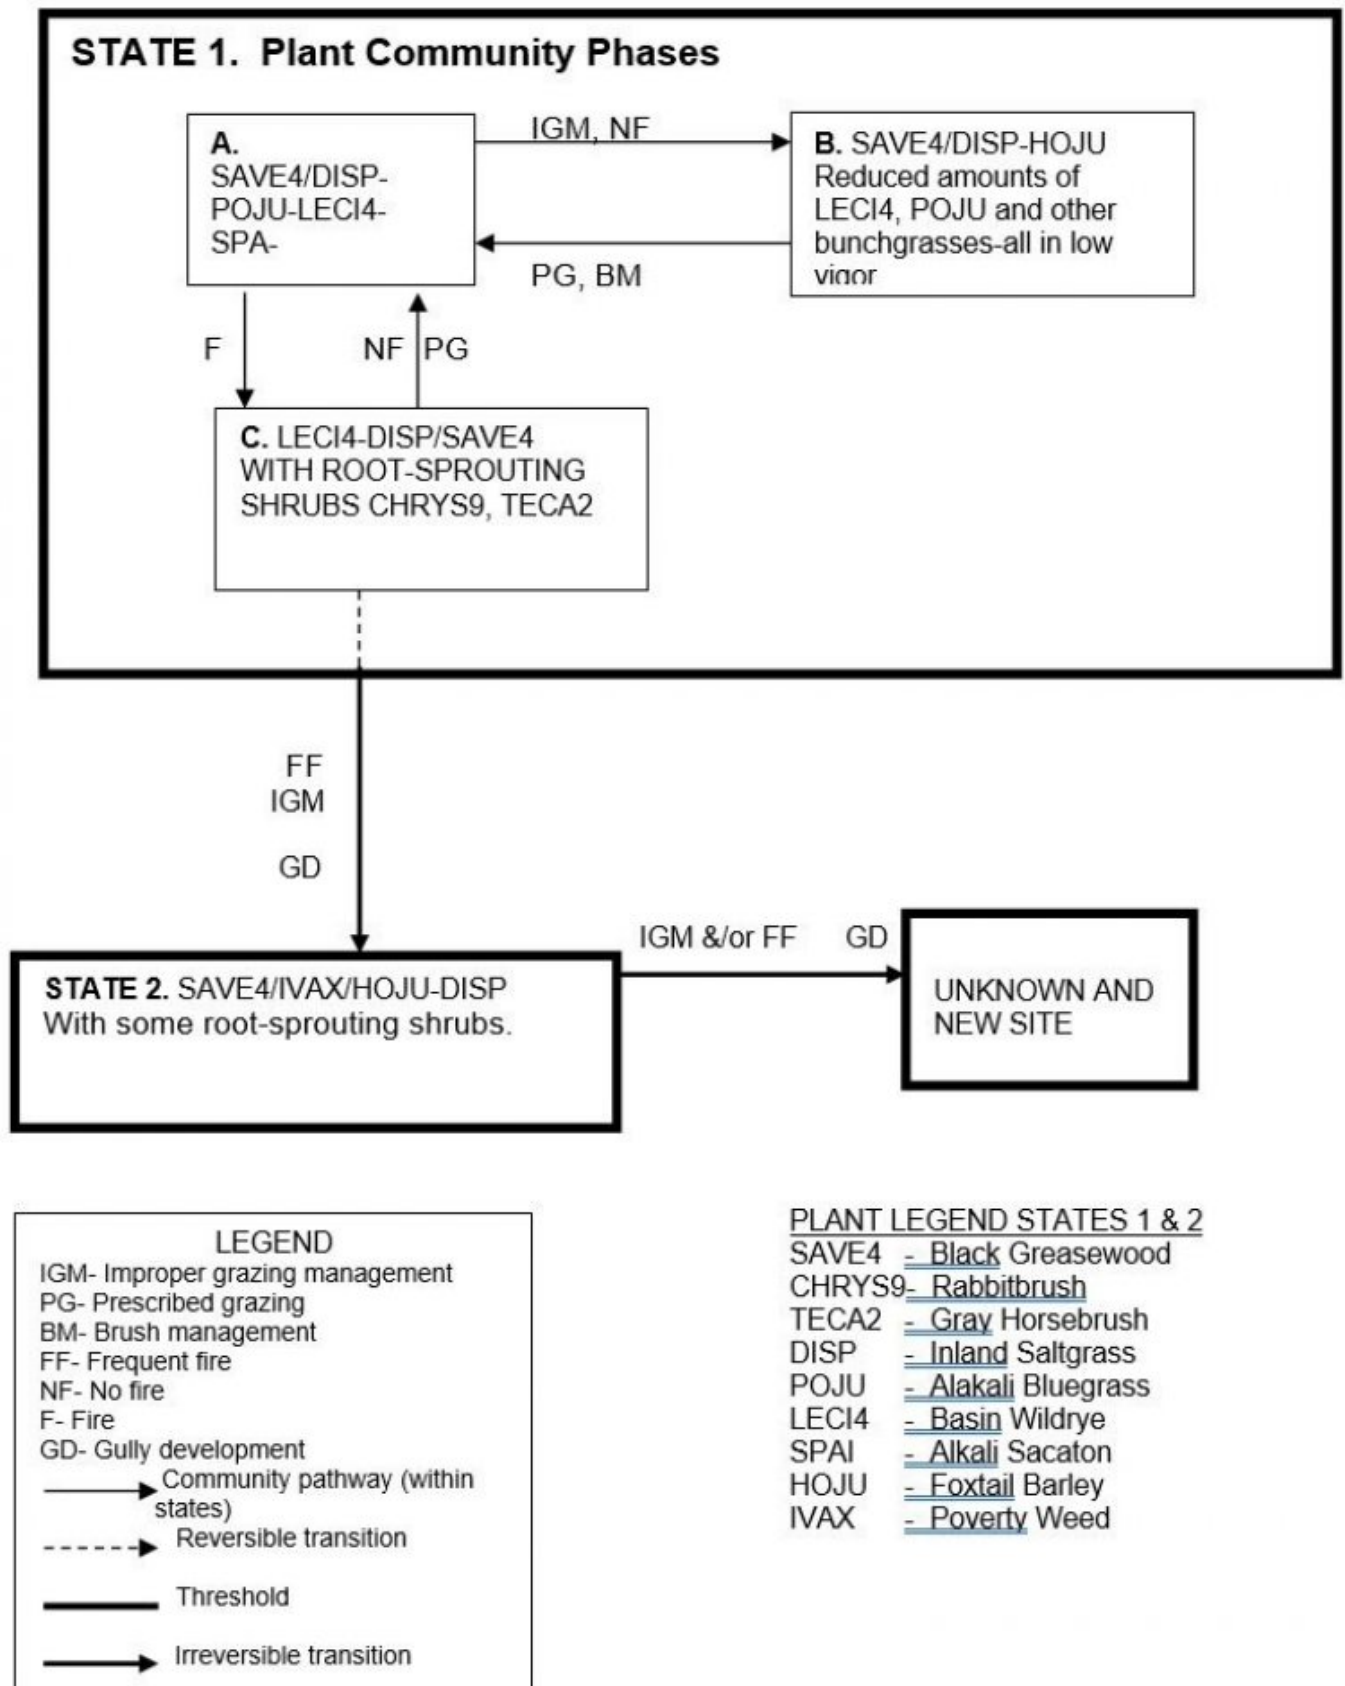 STATE 1.  Plant Community Phases
A.
SAVE4/DISP-
POJU-LECI4-
SPA-
IGM, NF
B. SAVE4/DISP-HOJU
Reduced amounts of
LECI4, POJU and other
bunchgrasses-all in low
vigor
PG, BM
F
NF PG
C. LECI4-DISP/SAVE4
WITH ROOT-SPROUTING
SHRUBS CHRYS9, TECA2
FF
IGM
GD
STATE 2. SAVE4/IVAX/HOJU-DISP
With some root-sprouting shrubs.
IGM &/or FF GD
UNKNOWN AND
NEW SITE
LEGEND
IGM- Improper grazing management
PG- Prescribed grazing
BM- Brush management
FF- Frequent fire
NF- No fire
F- Fire
GD- Gully development
Community pathway (within
states)
Reversible transition
Threshold
Irreversible transition
PLANT LEGEND STATES 1 & 2
SAVE4 - Black Greasewood
CHRYS9- Rabbitbrush
TECA2 - Gray Horsebrush
DISP - Inland Saltgrass
POJU - Alakali Bluegrass
LECI4 - Basin Wildrye
SPAI - Alkali Sacaton
HOJU - Foxtail Barley
IVAX - Poverty Weed